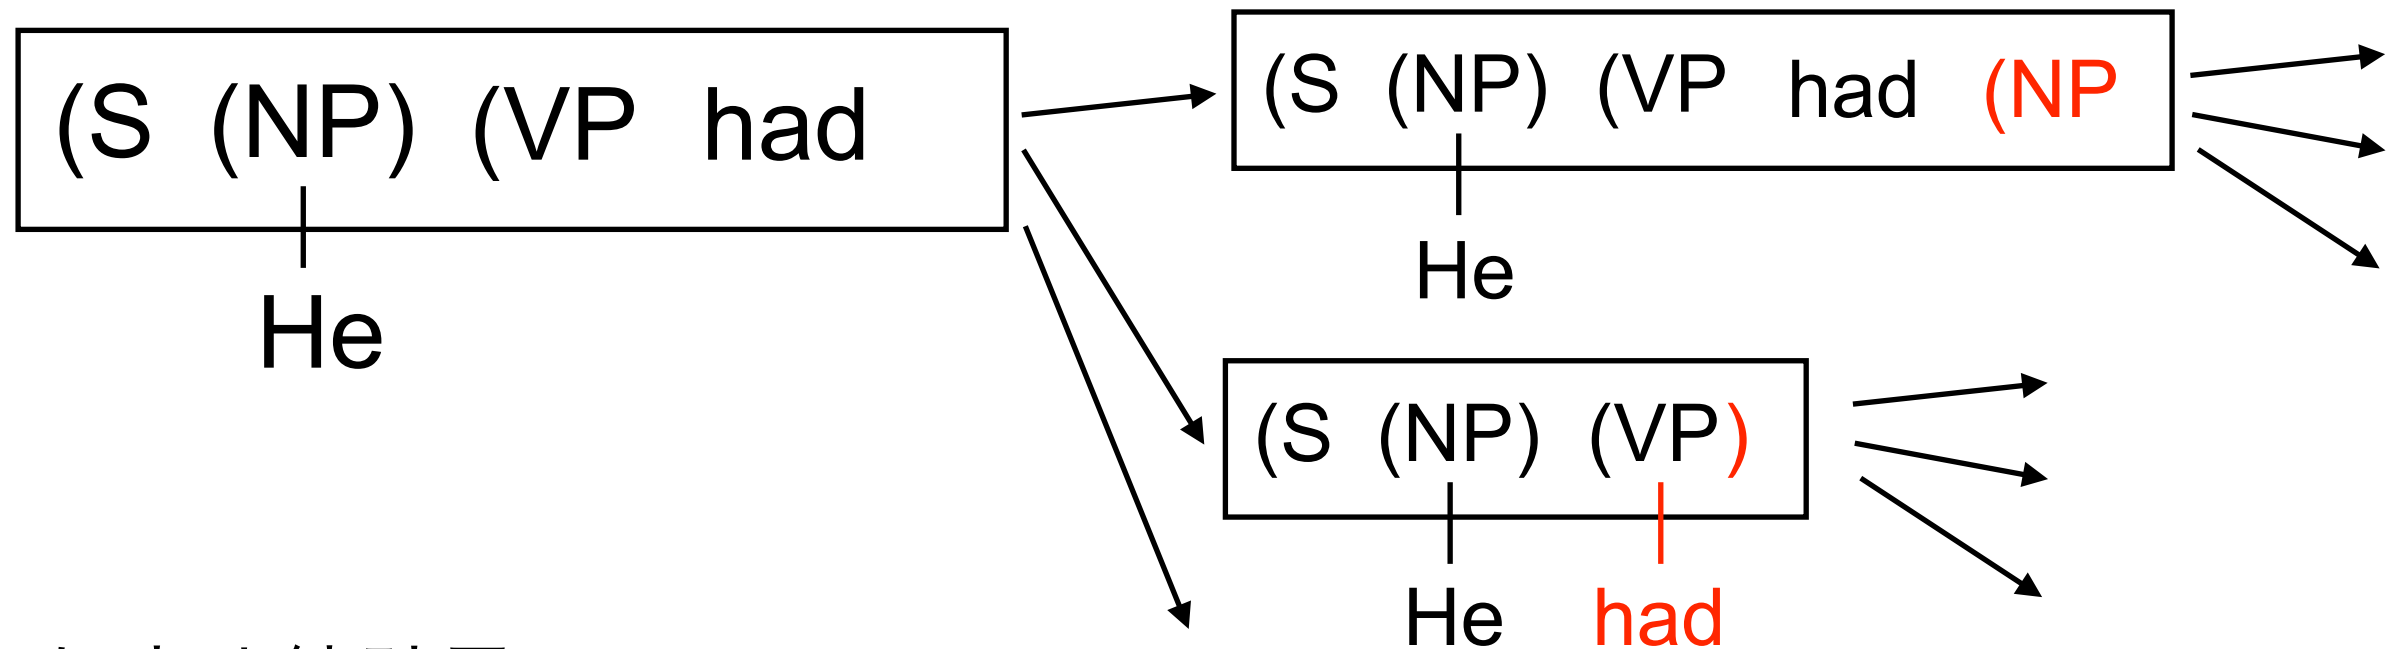 (S (NP) (VP had
He
(S (NP) (VP had (NP
He
(S (NP) (VP)
He had